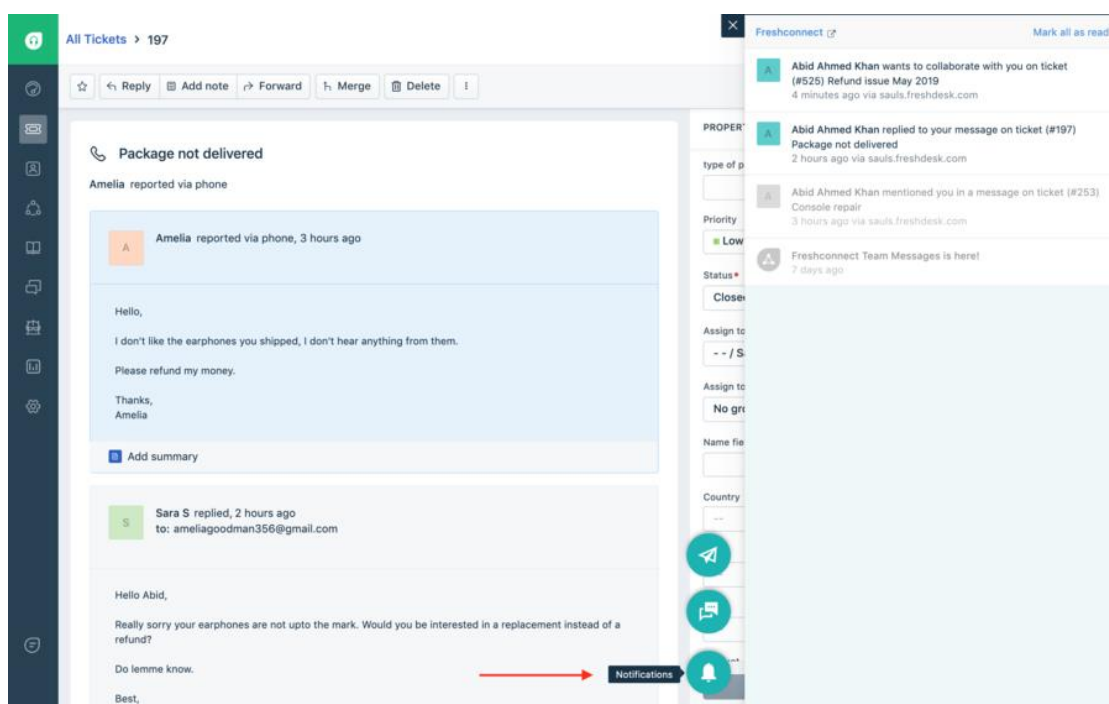 All Tickets > 197
Reply
Add note
Forward
Merge
Delete
Package not delivered
Amelia reported via phone
A
Amelia reported via phone, 3 hours ago
Hello,
I don't like the earphones you shipped, I don't hear anything from them.
Please refund my money.
Thanks,
Amelia
Add summary
S
Sara S replied, 2 hours ago
to: ameliagoodman356@gmail.com
Hello Abid,
Really sorry your earphones are not upto the mark. Would you be interested in a replacement instead of a
refund?
Do lemme know.
Best,
PROPER
type of p
Priority
Low
Status*
Close
Assign to
- - / S
Assign to
No gro
Name fie
Country
--
Notifications
Freshconnect
Mark all as read
A
Abid Ahmed Khan wants to collaborate with you on ticket
(#525) Refund issue May 2019
4 minutes ago via sauls.freshdesk.com
A
Abid Ahmed Khan replied to your message on ticket (#197)
Package not delivered
2 hours ago via sauls.freshdesk.com
A
Abid Ahmed Khan mentioned you in a message on ticket (#253)
Console repair
3 hours ago via sauls.freshdesk.com
Freshconnect Team Messages is here!
7 days ago